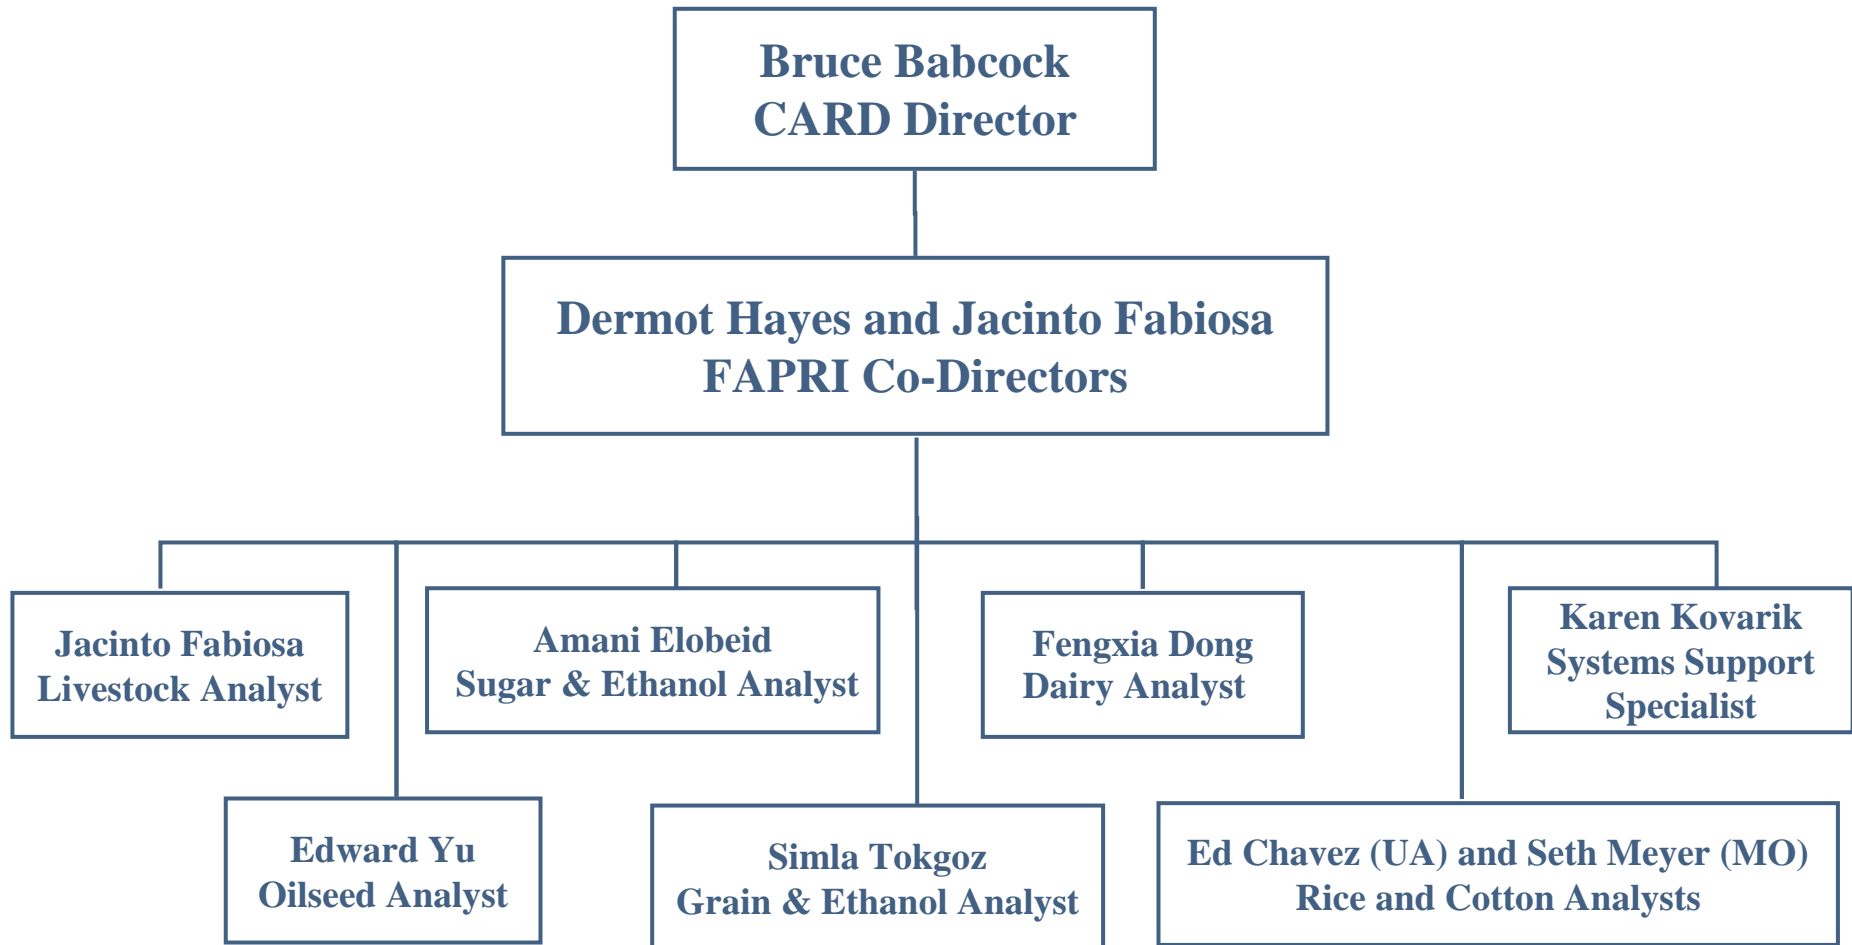 Bruce Babcock
CARD Director
Dermot Hayes and Jacinto Fabiosa
FAPRI Co-Directors
Jacinto Fabiosa
Livestock Analyst
Amani Elobeid
Sugar & Ethanol Analyst
Fengxia Dong
Dairy Analyst
Karen Kovarik
Systems Support
Specialist
Edward Yu
Oilseed Analyst
Simla Tokgoz
Grain & Ethanol Analyst
Ed Chavez (UA) and Seth Meyer (MO)
Rice and Cotton Analysts